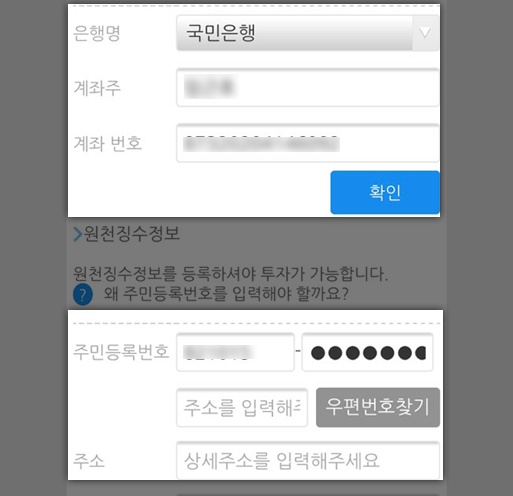 은행명 국민은행
계좌주
계좌 번호
확인
원천징수정보
원천징수정보를 등록하셔야 투자가 가능합니다.
? 왜 주민등록번호를 입력해야 할까요?
주민등록번호 - ●●●●●●●
주소를 입력해주 우편번호찾기
주소 상세주소를 입력해주세요